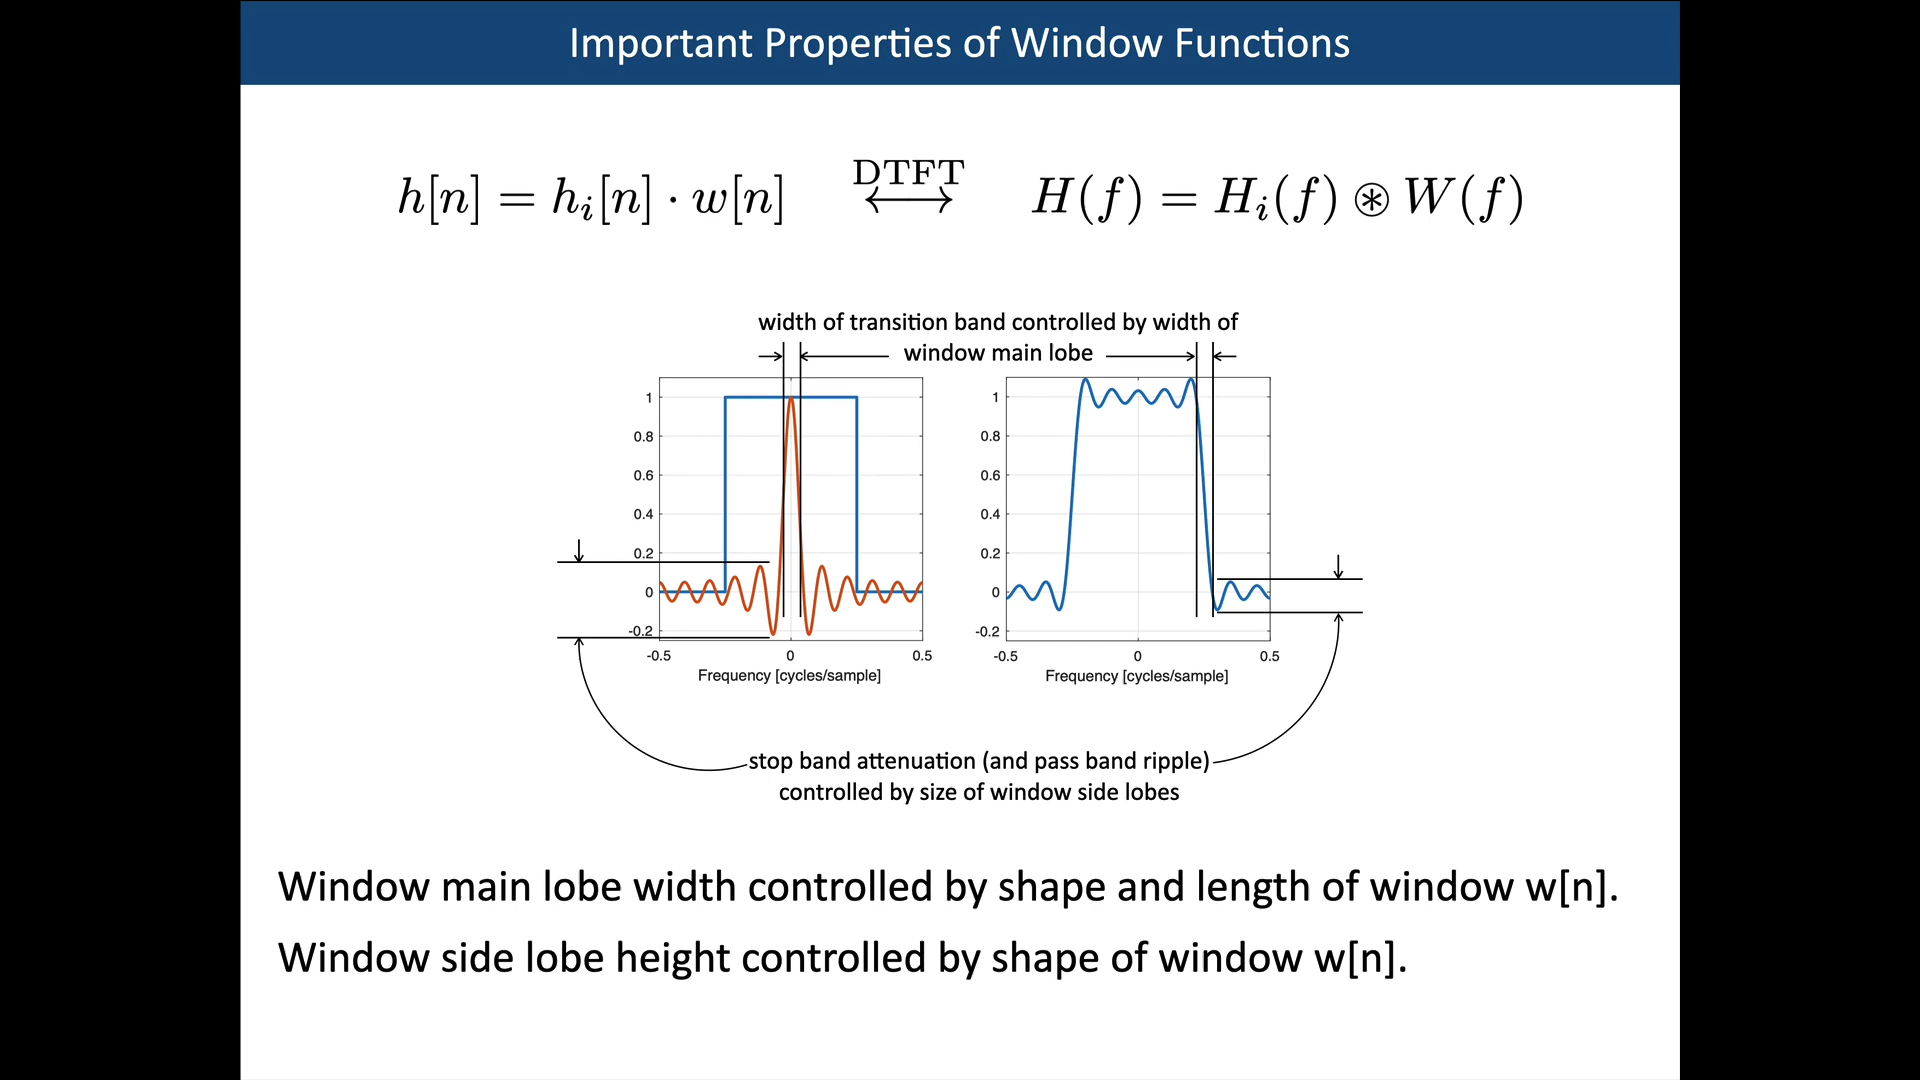 Important Properties of Window Functions
h[n] = h_i[n] · w[n] DTFT ⟷ H(f) = H_i(f) ⊛ W(f)
width of transition band controlled by width of
window main lobe
1
0.8
0.6
0.4
0.2
0
-0.2
-0.5 0 0.5
Frequency [cycles/sample]
1
0.8
0.6
0.4
0.2
0
-0.2
-0.5 0 0.5
Frequency [cycles/sample]
stop band attenuation (and pass band ripple)
controlled by size of window side lobes
Window main lobe width controlled by shape and length of window w[n].
Window side lobe height controlled by shape of window w[n].